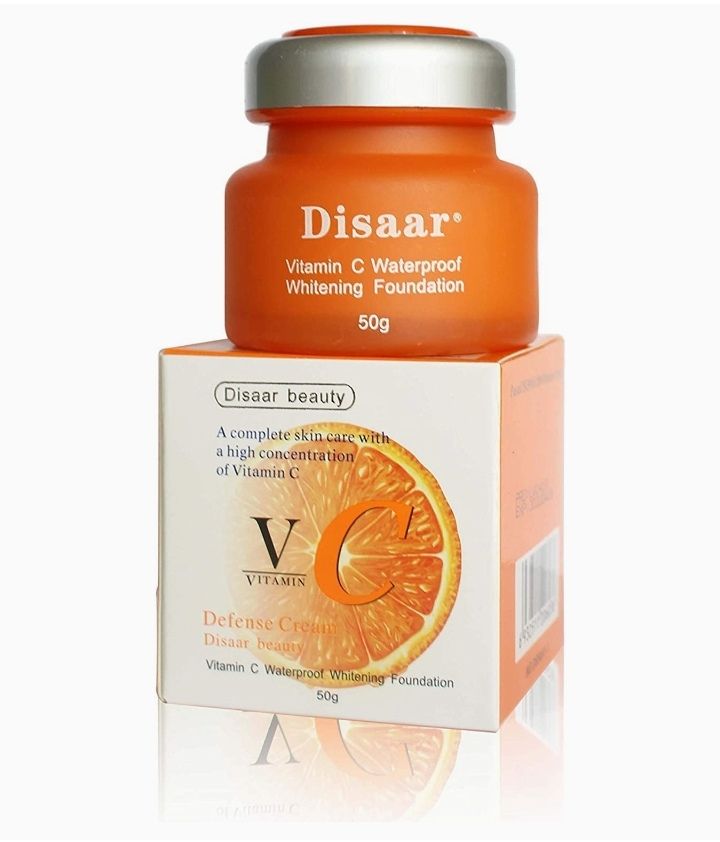 Disaar®
Vitamin C Waterproof
Whitening Foundation
50g
Disaar beauty
A complete skin care with
a high concentration
of Vitamin C
V C
VITAMIN
Defense Cream
Disaar beauty
Vitamin C Waterproof Whitening Foundation
50g